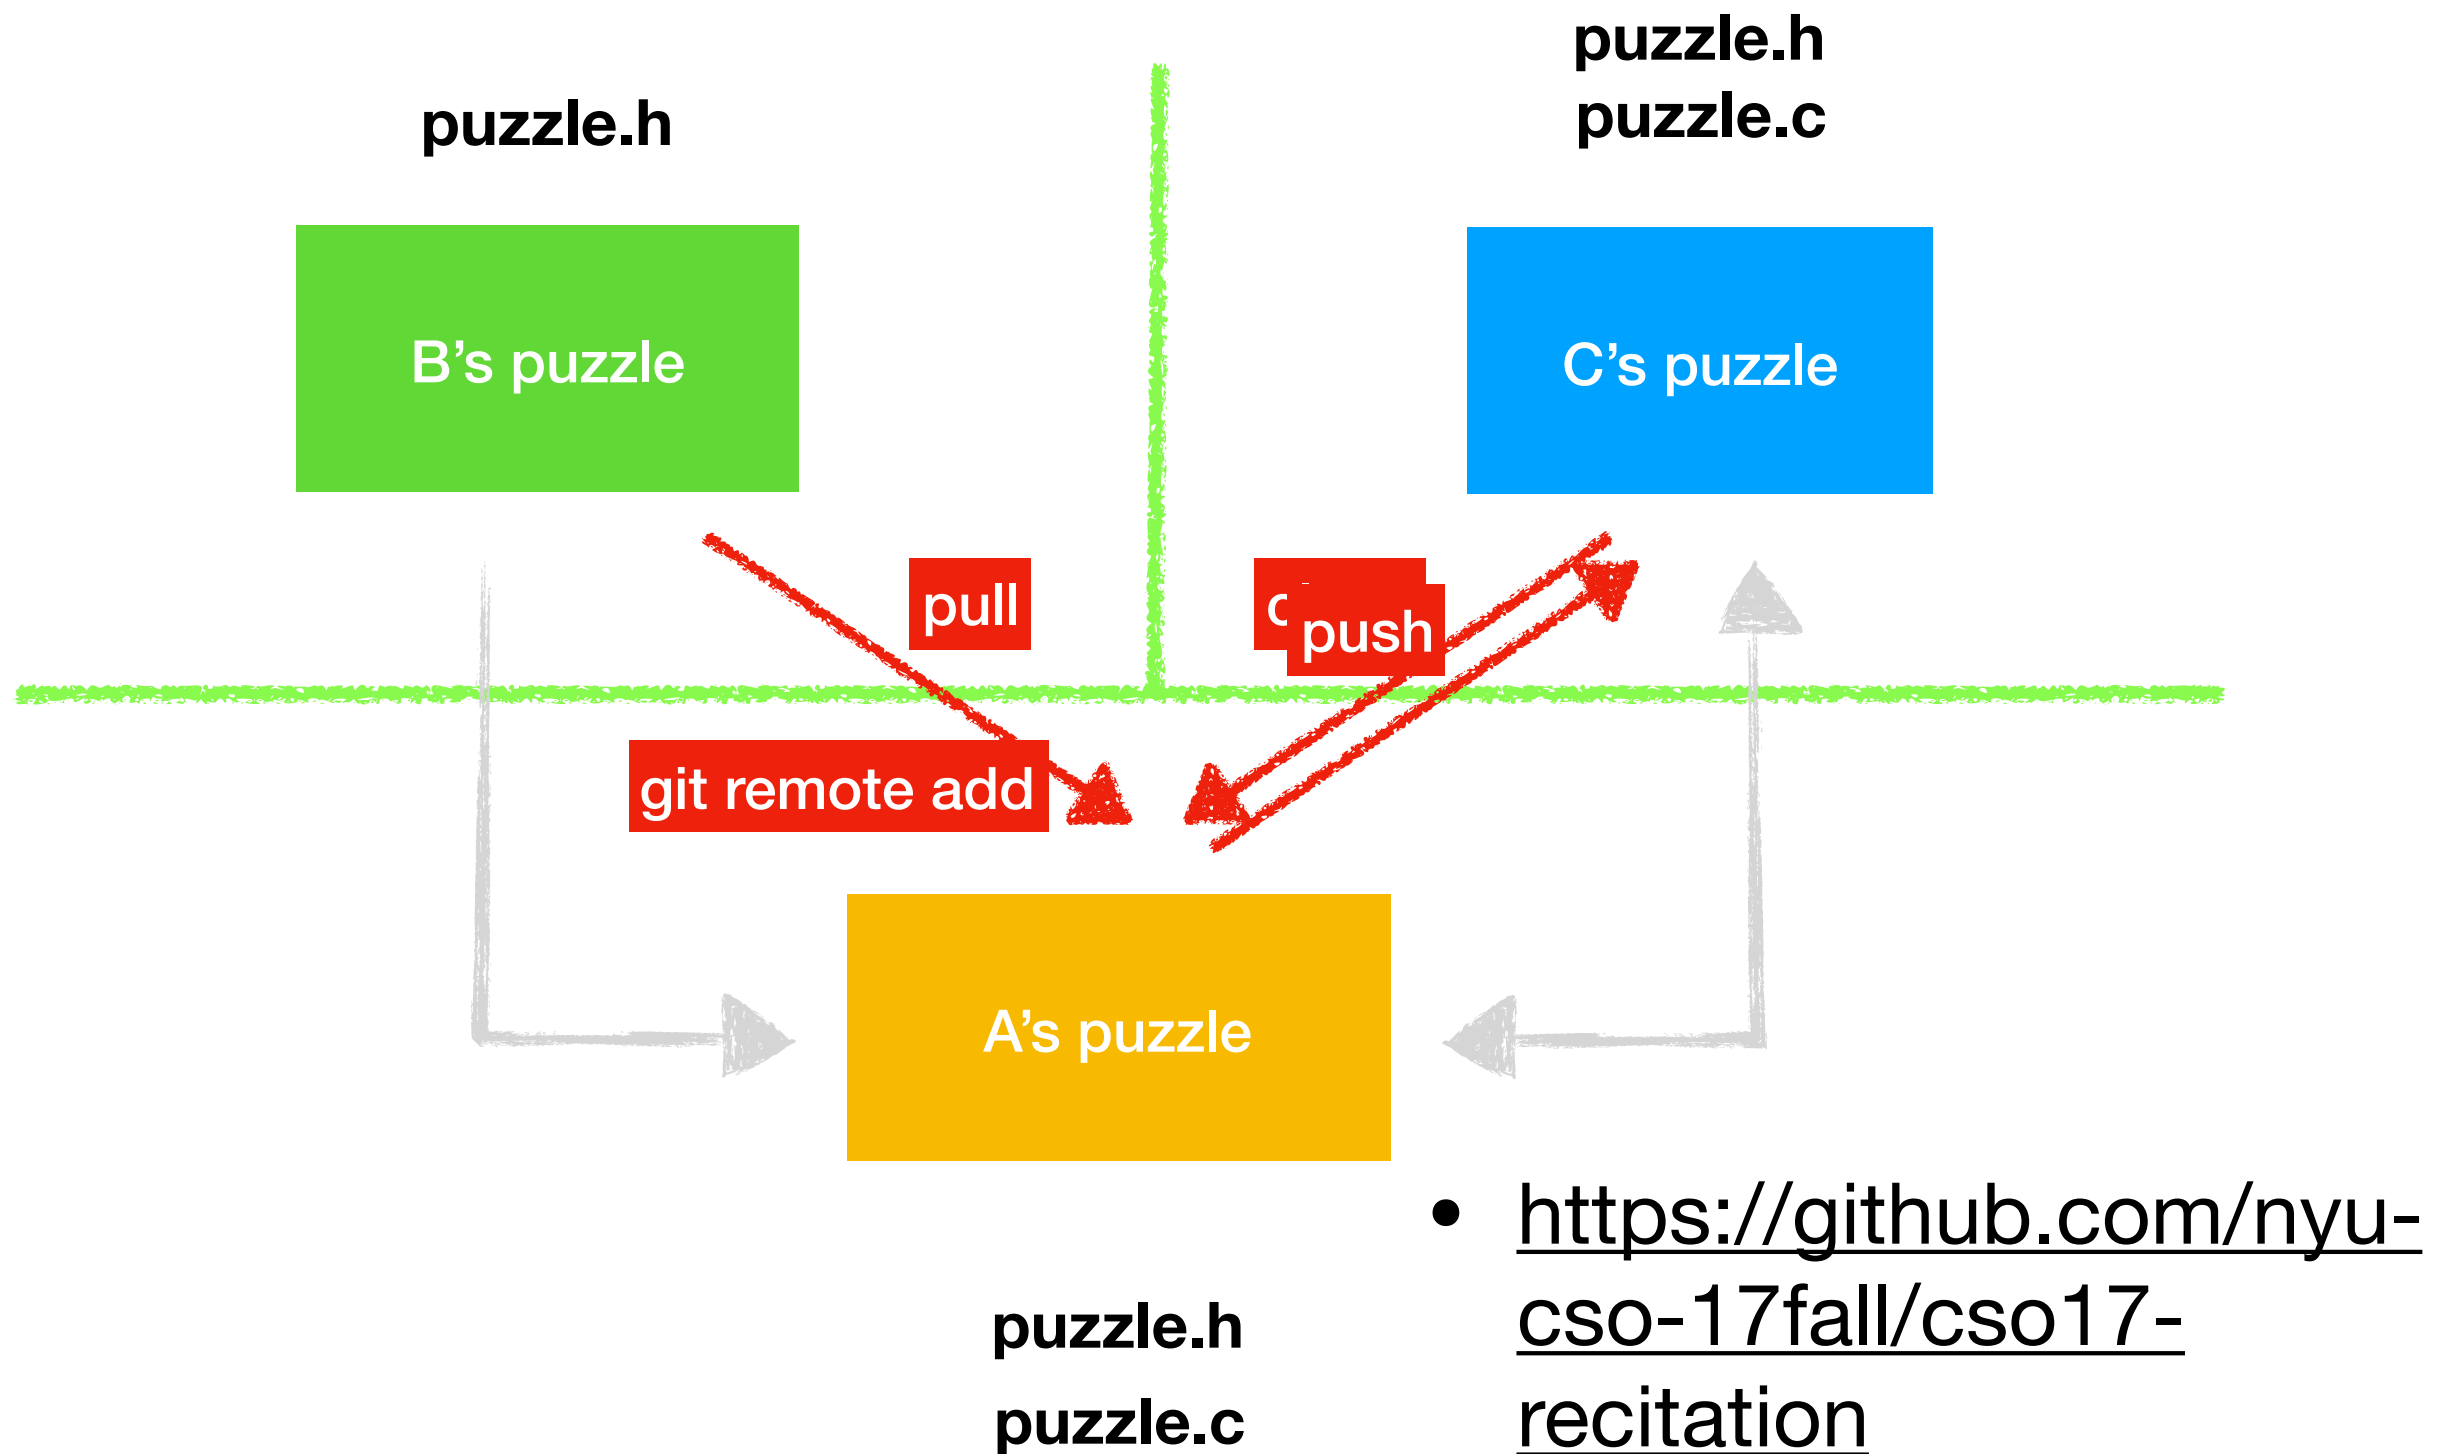 puzzle.h
puzzle.c
puzzle.h
B’s puzzle
C’s puzzle
pull
push
git remote add
A’s puzzle
• https://github.com/nyu-
cso-17fall/cso17-
recitation
puzzle.h
puzzle.c